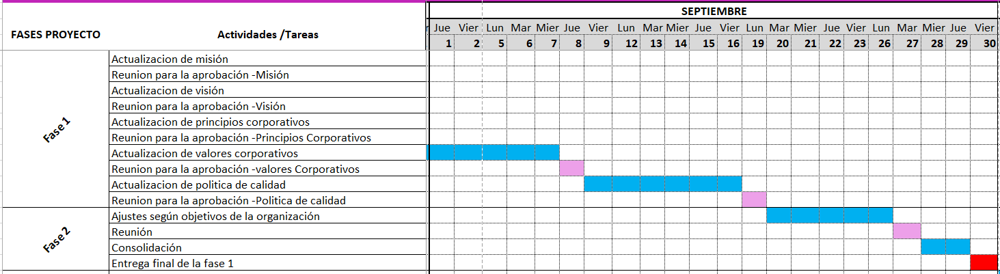 SEPTIEMBRE
FASES PROYECTO Actividades /Tareas
Jue Vier Lun Mar Mier Jue Vier Lun Mar Mier Jue Vier Lun Mar Mier Jue Vier Lun Mar Mier Jue Vier
1 2 5 6 7 8 9 12 13 14 15 16 19 20 21 22 23 26 27 28 29 30
Fase 1
Actualizacion de misión
Reunion para la aprobación -Misión
Actualizacion de visión
Reunion para la aprobación -Visión
Actualizacion de principios corporativos
Reunion para la aprobación -Principios Corporativos
Actualizacion de valores corporativos
Reunion para la aprobación -valores Corporativos
Actualizacion de politica de calidad
Reunion para la aprobación -Politica de calidad
Fase 2
Ajustes según objetivos de la organización
Reunión
Consolidación
Entrega final de la fase 1